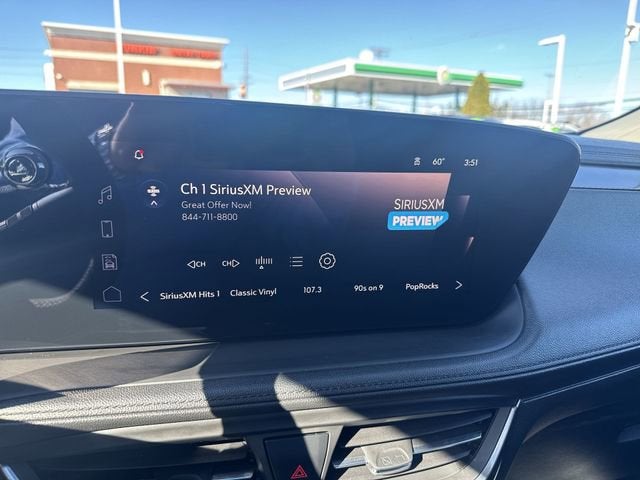 60° 3:51
Ch 1 SiriusXM Preview
Great Offer Now!
844-711-8800
SIRIUSXM
PREVIEW
CH CH
SiriusXM Hits 1 Classic Vinyl 107.3 90s on 9 PopRocks